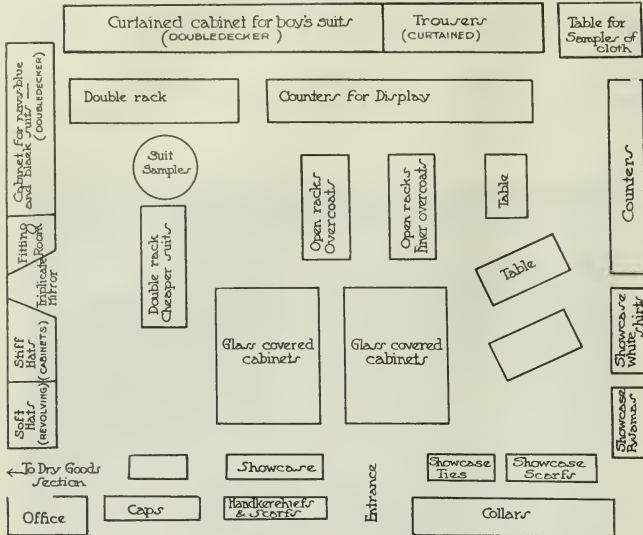 Curtained cabinet for boy's suits
(DOUBLEDECKER)
Trousers
(CURTAINED)
Table for
Samples of
cloth
Cabinet for navy-blue
and black suits —
(DOUBLEDECKER)
Double rack
Counters for Display
Counters
Suit
Samples
Open racks
Overcoats
Open racks
Finer overcoats
Table
Fitting
Room
Triplicate
Mirror
Double rack
Cheaper suits
Table
Glass covered
cabinets
Glass covered
cabinets
Showcase
White
Shirts
Stiff
Hats
(CABINETS)
Soft
Hats
(REVOLVING)
Showcase
Pyjamas
←To Dry Goods
section
Showcase
Showcase
Ties
Showcase
Scarfs
Office
Caps
Handkerchiefs
& Scarfs
Entrance
Collars